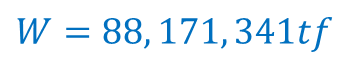 W = 88, 171, 341tf